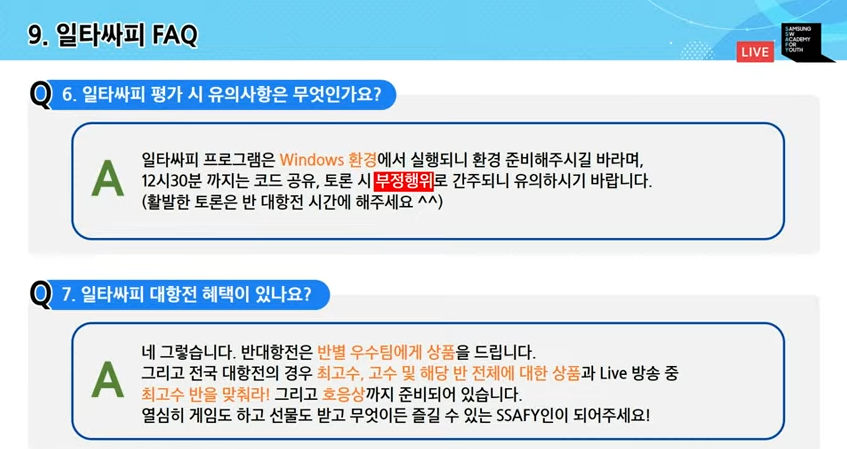 9. 일타싸피 FAQ
LIVE
SAMSUNG
SW
ACADEMY
FOR
YOUTH
Q 6. 일타싸피 평가 시 유의사항은 무엇인가요?
A
일타싸피 프로그램은 Windows 환경에서 실행되니 환경 준비해주시길 바라며,
12시30분 까지는 코드 공유, 토론 시 부정행위로 간주되니 유의하시기 바랍니다.
(활발한 토론은 반 대항전 시간에 해주세요 ^^)
Q 7. 일타싸피 대항전 혜택이 있나요?
A
네 그렇습니다. 반대항전은 반별 우수팀에게 상품을 드립니다.
그리고 전국 대항전의 경우 최고수, 고수 및 해당 반 전체에 대한 상품과 Live 방송 중
최고수 반을 맞춰라! 그리고 호응상까지 준비되어 있습니다.
열심히 게임도 하고 선물도 받고 무엇이든 즐길 수 있는 SSAFY인이 되어주세요!